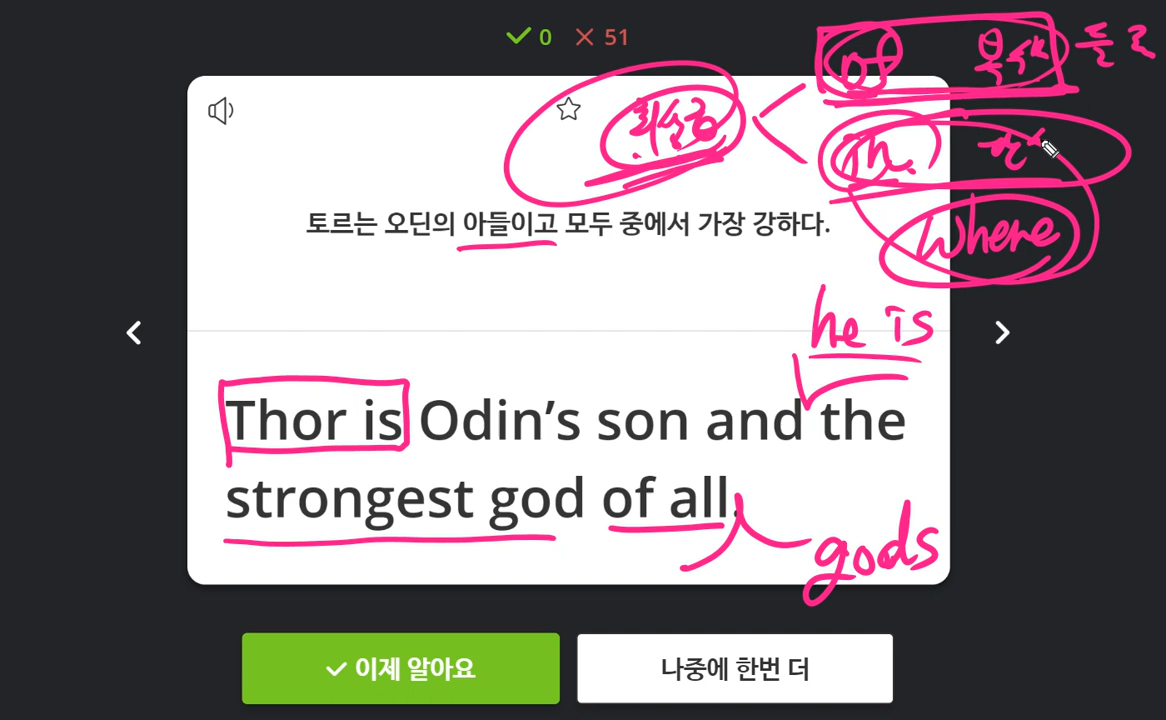 0 51
of 복수 들 로
최상급
in
where
토르는 오딘의 아들이고 모두 중에서 가장 강하다.
he is
Thor is Odin's son and the
strongest god of all.
gods
이제 알아요 나중에 한번 더